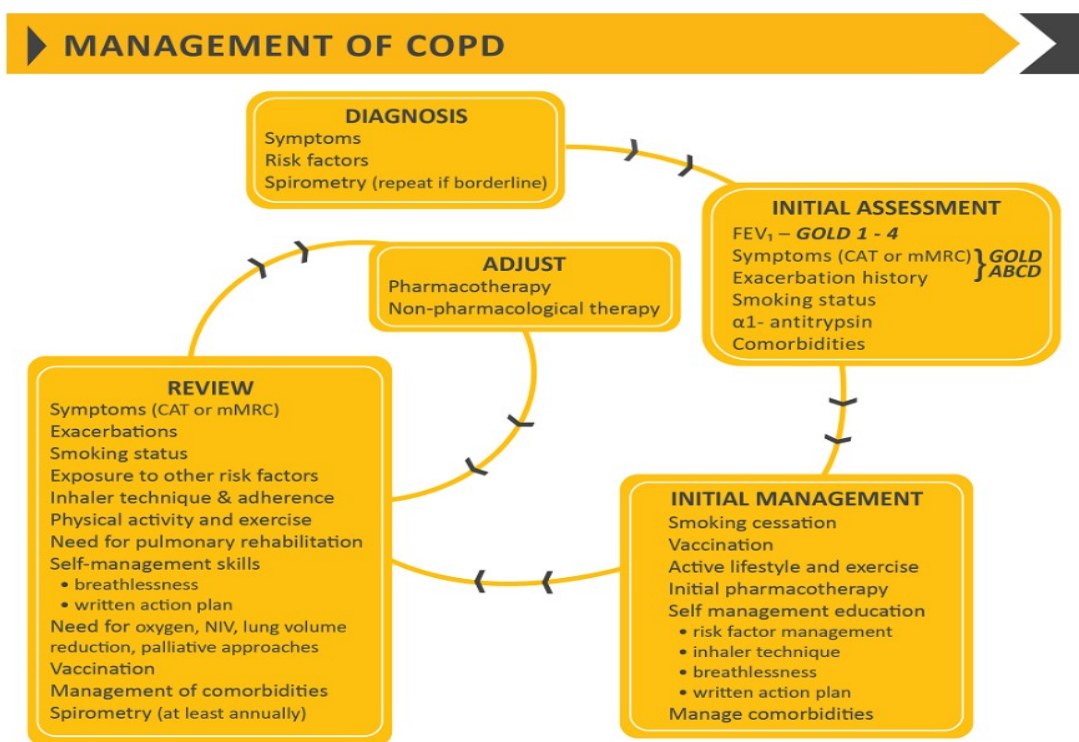 MANAGEMENT OF COPD
DIAGNOSIS
Symptoms
Risk factors
Spirometry (repeat if borderline)
INITIAL ASSESSMENT
FEV₁ – GOLD 1 - 4
Symptoms (CAT or mMRC) } GOLD
Exacerbation history ABCD
Smoking status
α1- antitrypsin
Comorbidities
ADJUST
Pharmacotherapy
Non-pharmacological therapy
REVIEW
Symptoms (CAT or mMRC)
Exacerbations
Smoking status
Exposure to other risk factors
Inhaler technique & adherence
Physical activity and exercise
Need for pulmonary rehabilitation
Self-management skills
• breathlessness
• written action plan
Need for oxygen, NIV, lung volume
reduction, palliative approaches
Vaccination
Management of comorbidities
Spirometry (at least annually)
INITIAL MANAGEMENT
Smoking cessation
Vaccination
Active lifestyle and exercise
Initial pharmacotherapy
Self management education
• risk factor management
• inhaler technique
• breathlessness
• written action plan
Manage comorbidities